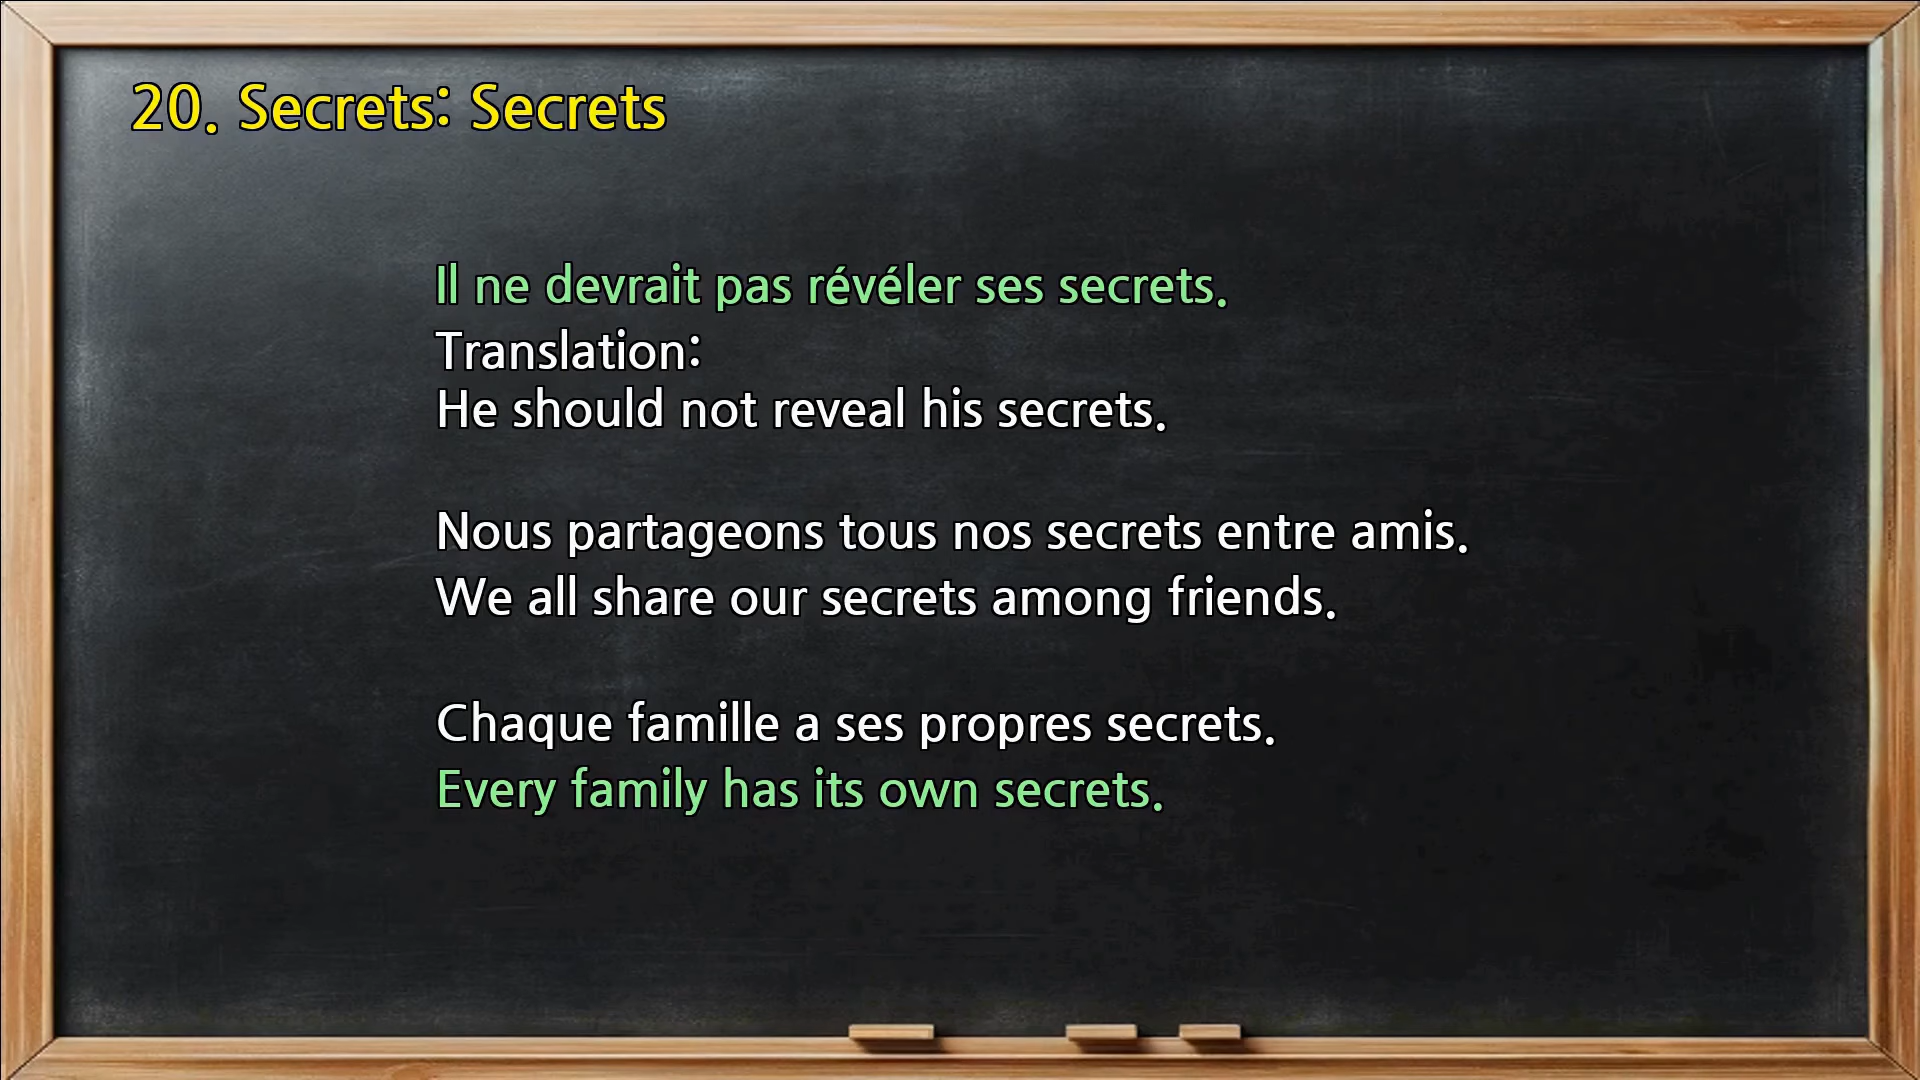 20. Secrets: Secrets
Il ne devrait pas révéler ses secrets.
Translation:
He should not reveal his secrets.
Nous partageons tous nos secrets entre amis.
We all share our secrets among friends.
Chaque famille a ses propres secrets.
Every family has its own secrets.